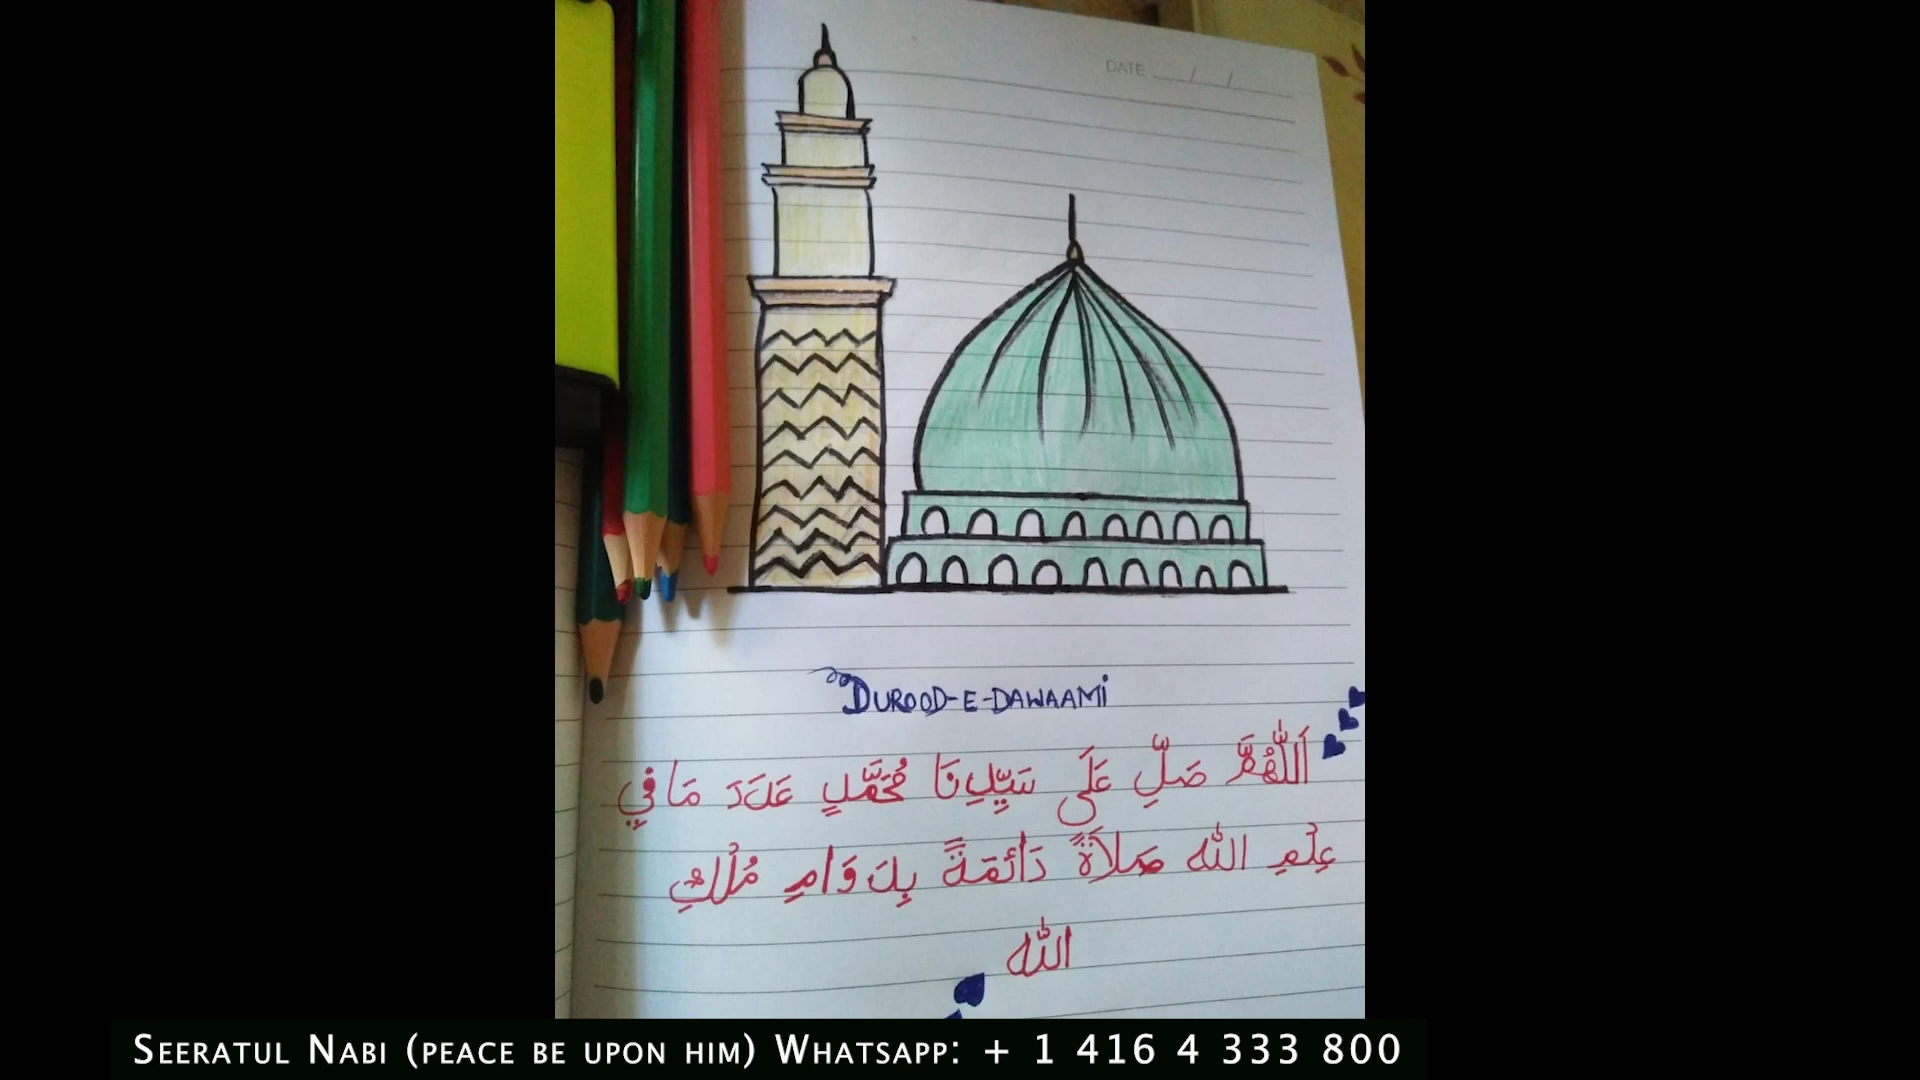 DATE / /
DUROOD-E-DAWAAMI
اَللّٰهُمَّ صَلِّ عَلَى سَيِّدِنَا مُحَمَّدٍ عَدَدَ مَا فِي
عِلْمِ اللّٰه صَلَاةً دَائِمَةً بِدَوَامِ مُلْكِ
اللّٰه
SEERATUL NABI (PEACE BE UPON HIM) WHATSAPP: + 1 416 4 333 800